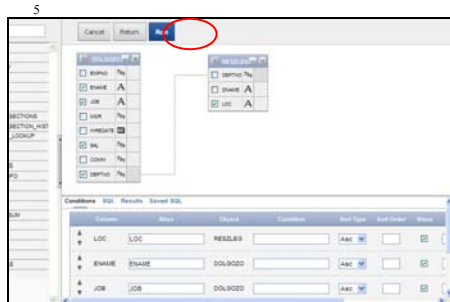 5
Cancel Return Run
DOLGOZO
RESZLEG
EMPNO
DEPTNO
ENAME A
DNAME A
JOB A
LOC A
MGR
HIREDATE
SAL
COMM
DEPTNO
SECTIONS
SECTION_HIST
_LOOKUP
Conditions SQL Results Saved SQL
Column Alias Object Condition Sort Type Sort Order Show
LOC LOC RESZLEG Asc
ENAME ENAME DOLGOZO Asc
JOB JOB DOLGOZO Asc